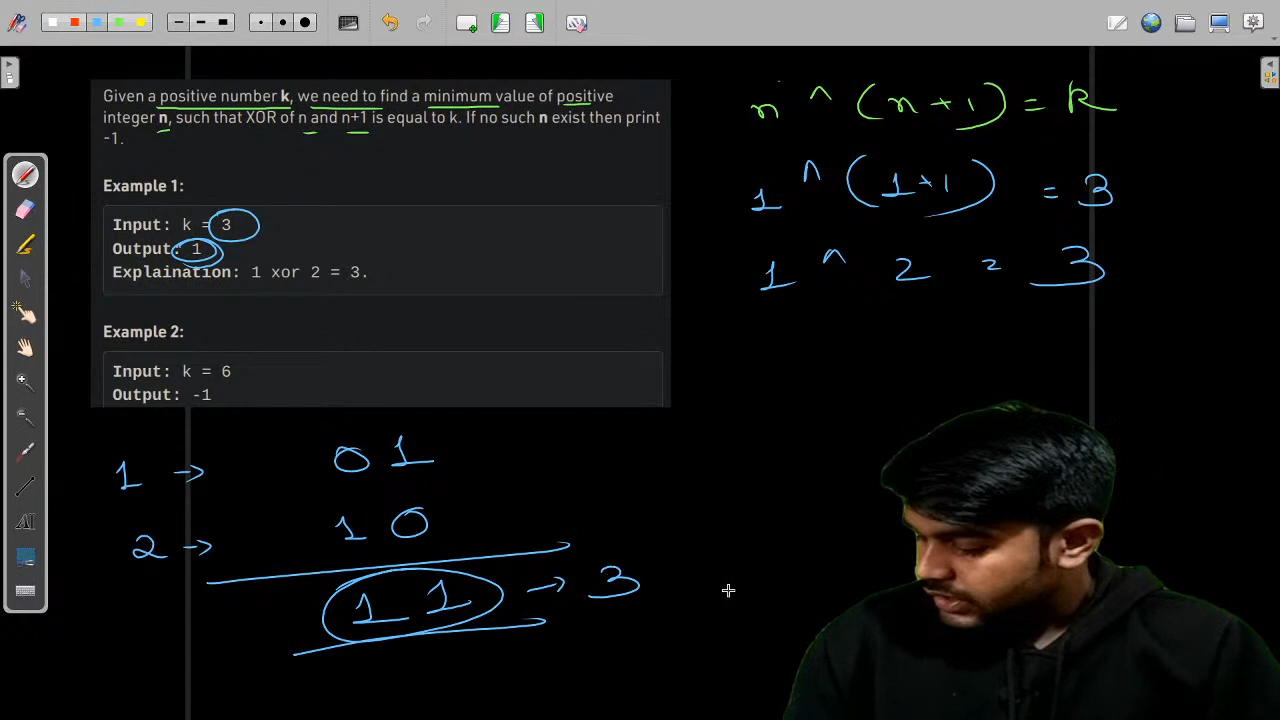 Given a positive number k, we need to find a minimum value of positive
integer n, such that XOR of n and n+1 is equal to k. If no such n exist then print
-1.
Example 1:
Input: k = 3
Output: 1
Explaination: 1 xor 2 = 3.
Example 2:
Input: k = 6
Output: -1
n ^ (n+1) = k
1 ^ (1+1) = 3
1 ^ 2 = 3
1 → 0 1
2 → 1 0
1 1 → 3